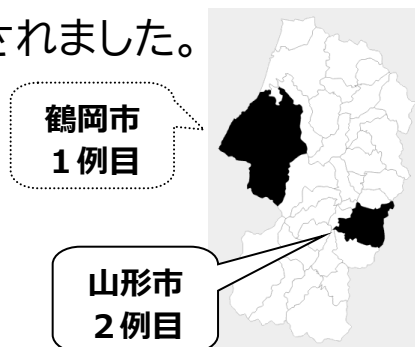 されました。
鶴岡市
１例目
山形市
２例目